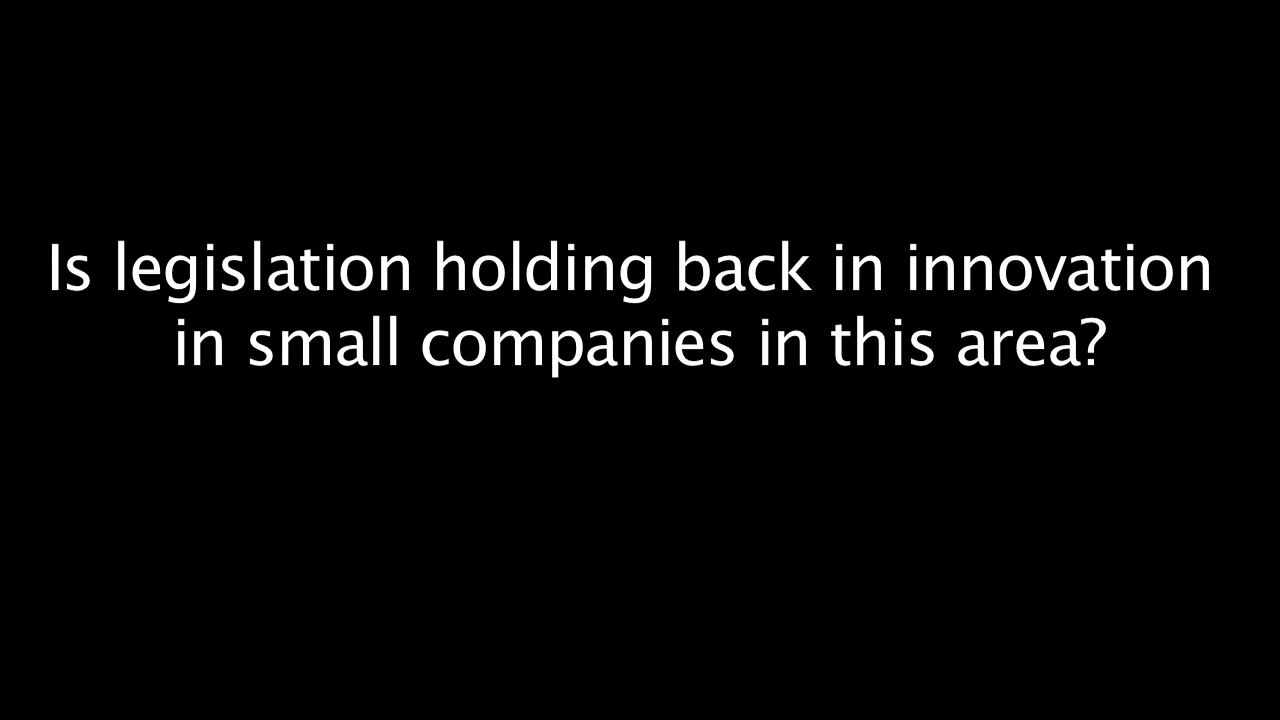 Is legislation holding back in innovation
in small companies in this area?